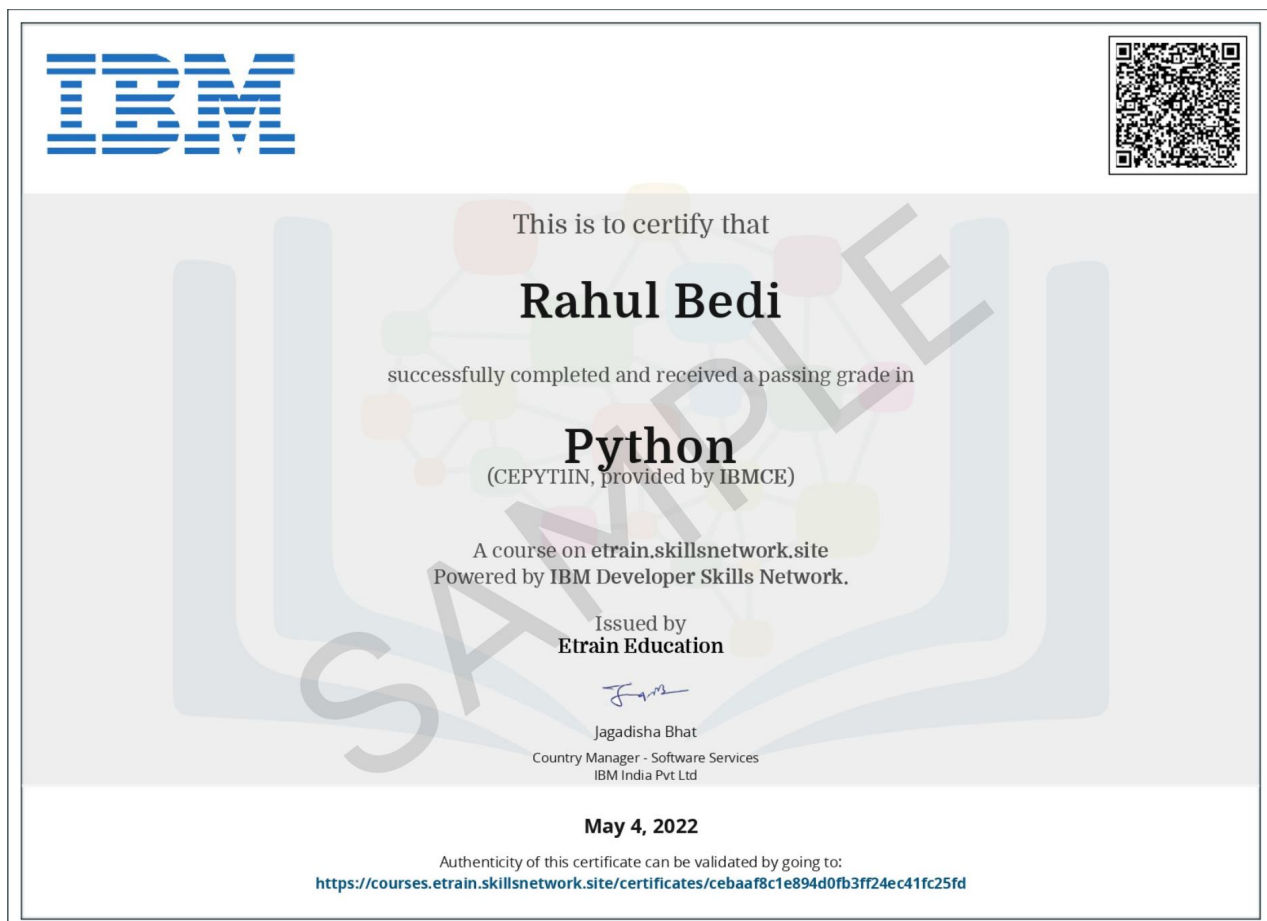 IBM
This is to certify that
Rahul Bedi
successfully completed and received a passing grade in
Python
(CEPYT1IN, provided by IBMCE)
A course on etrain.skillsnetwork.site
Powered by IBM Developer Skills Network.
Issued by
Etrain Education
Jagadisha Bhat
Country Manager - Software Services
IBM India Pvt Ltd
May 4, 2022
Authenticity of this certificate can be validated by going to:
https://courses.etrain.skillsnetwork.site/certificates/cebaaf8c1e894d0fb3ff24ec41fc25fd
SAMPLE